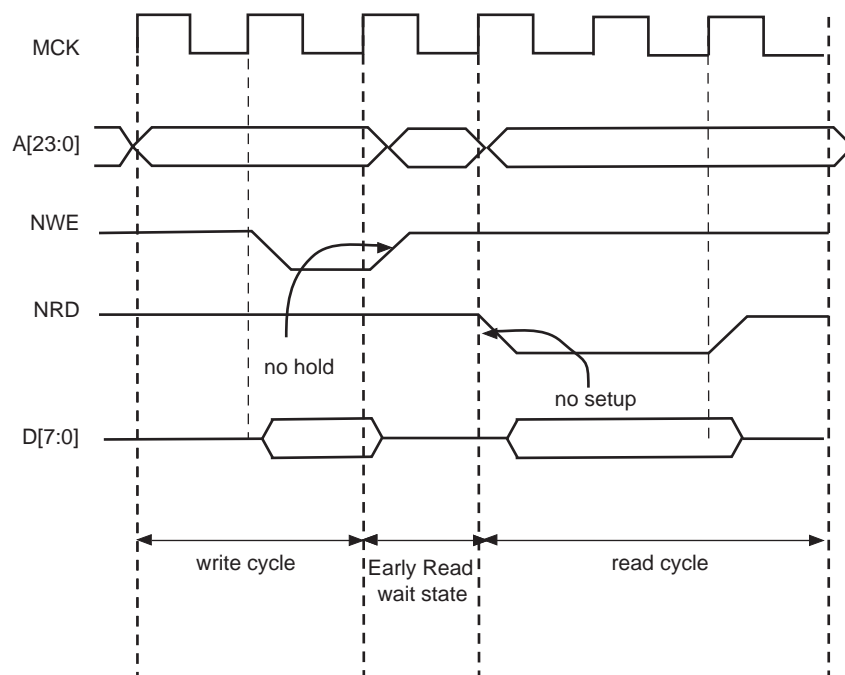 MCK
A[23:0]
NWE
NRD
no hold
no setup
D[7:0]
write cycle
Early Read
wait state
read cycle